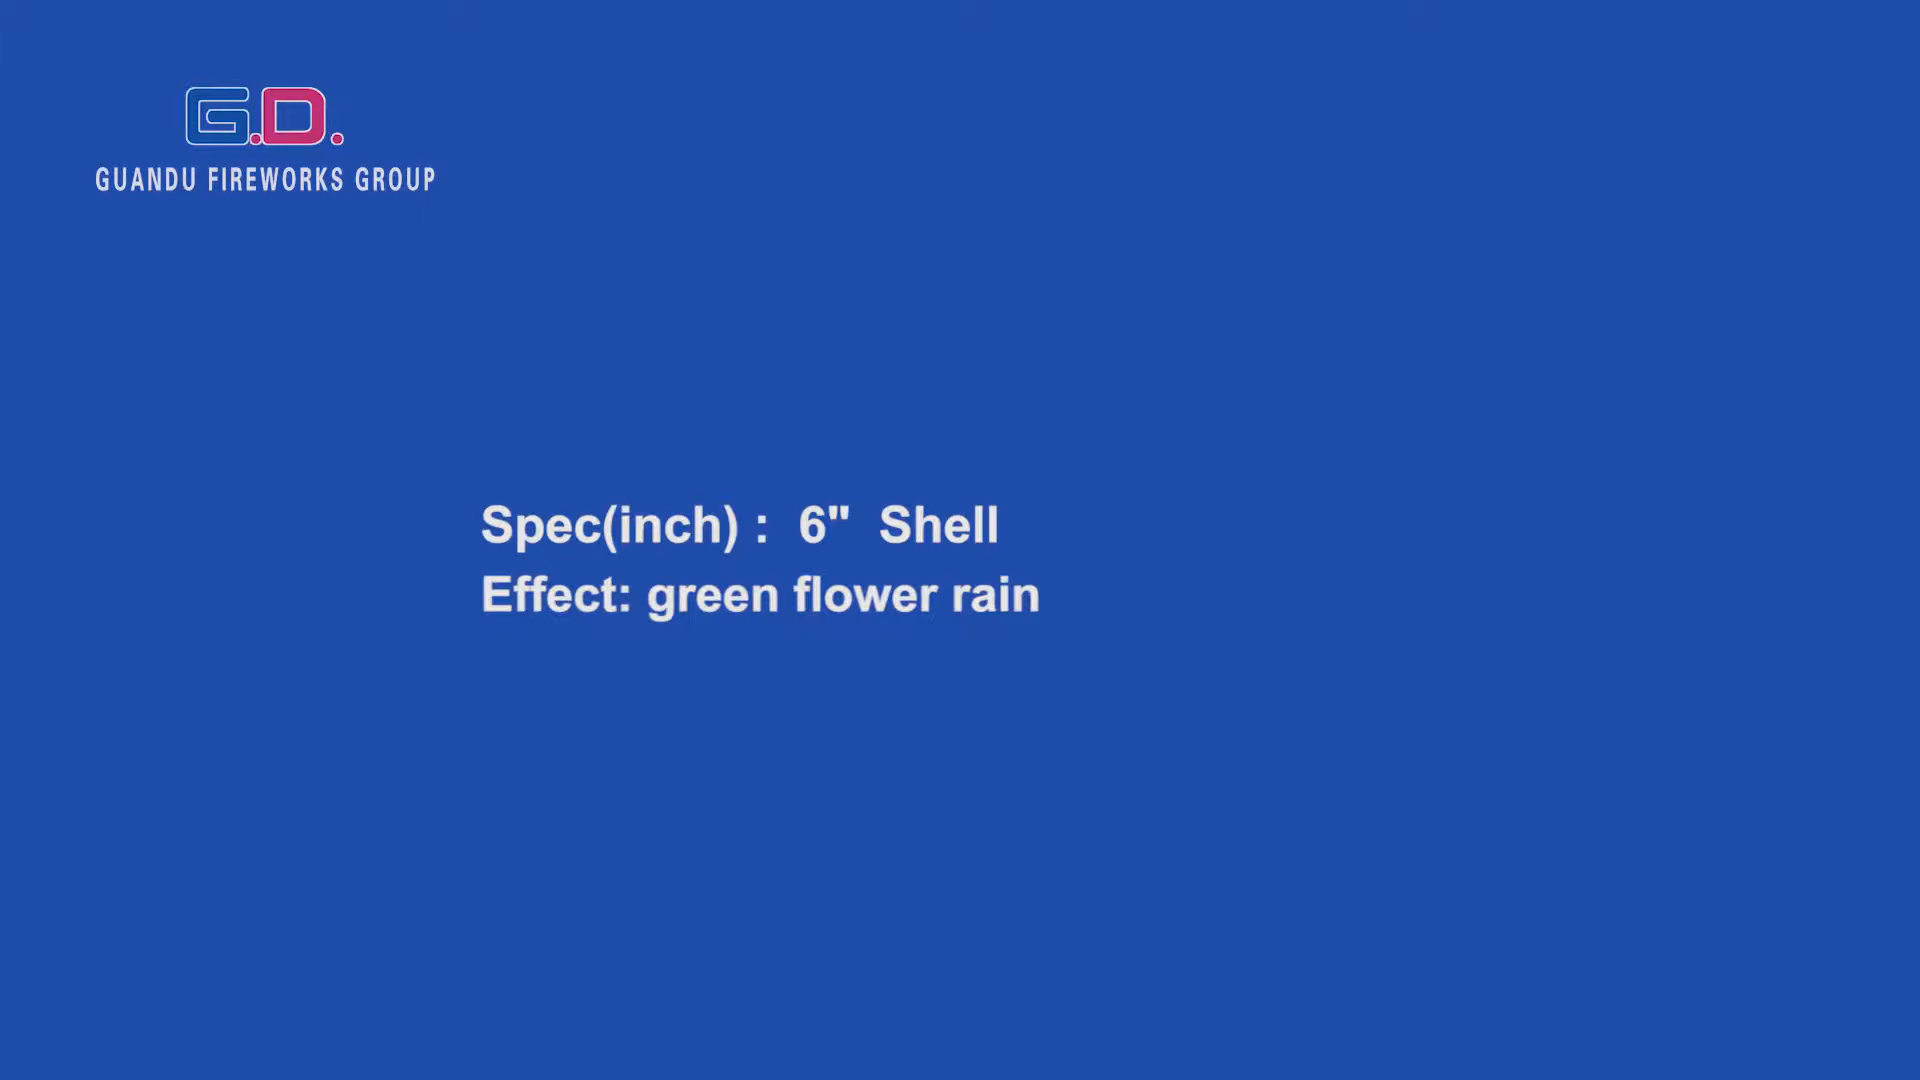 G.D.
GUANDU FIREWORKS GROUP
Spec(inch) : 6" Shell
Effect: green flower rain